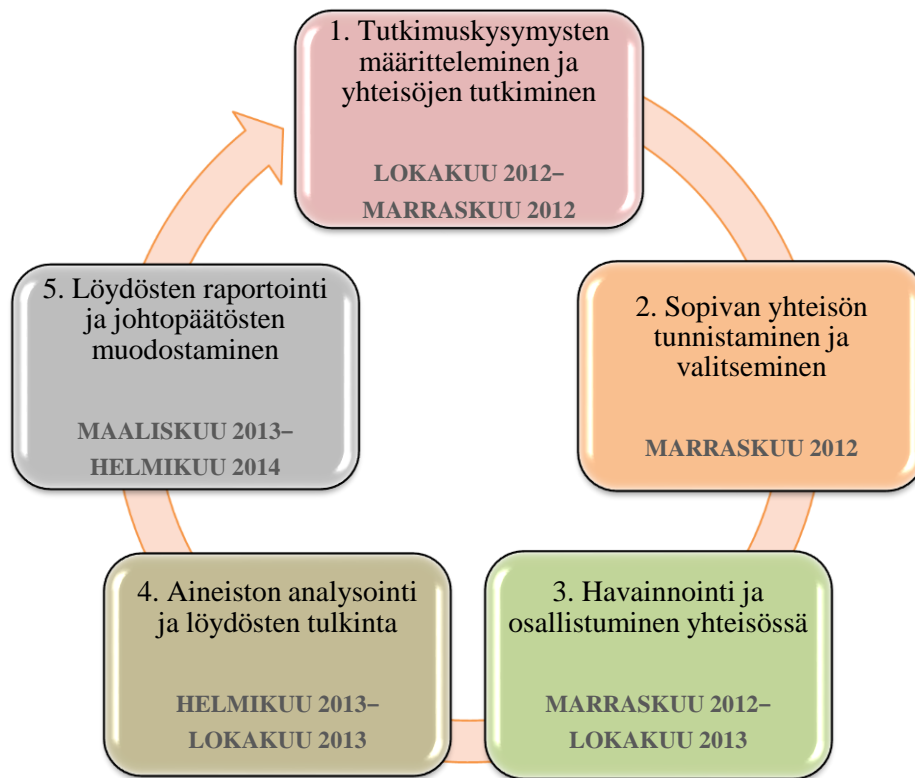 1. Tutkimuskysymysten
määritteleminen ja
yhteisöjen tutkiminen
LOKAKUU 2012–
MARRASKUU 2012
2. Sopivan yhteisön
tunnistaminen ja
valitseminen
MARRASKUU 2012
3. Havainnointi ja
osallistuminen yhteisössä
MARRASKUU 2012–
LOKAKUU 2013
4. Aineiston analysointi
ja löydösten tulkinta
HELMIKUU 2013–
LOKAKUU 2013
5. Löydösten raportointi
ja johtopäätösten
muodostaminen
MAALISKUU 2013–
HELMIKUU 2014